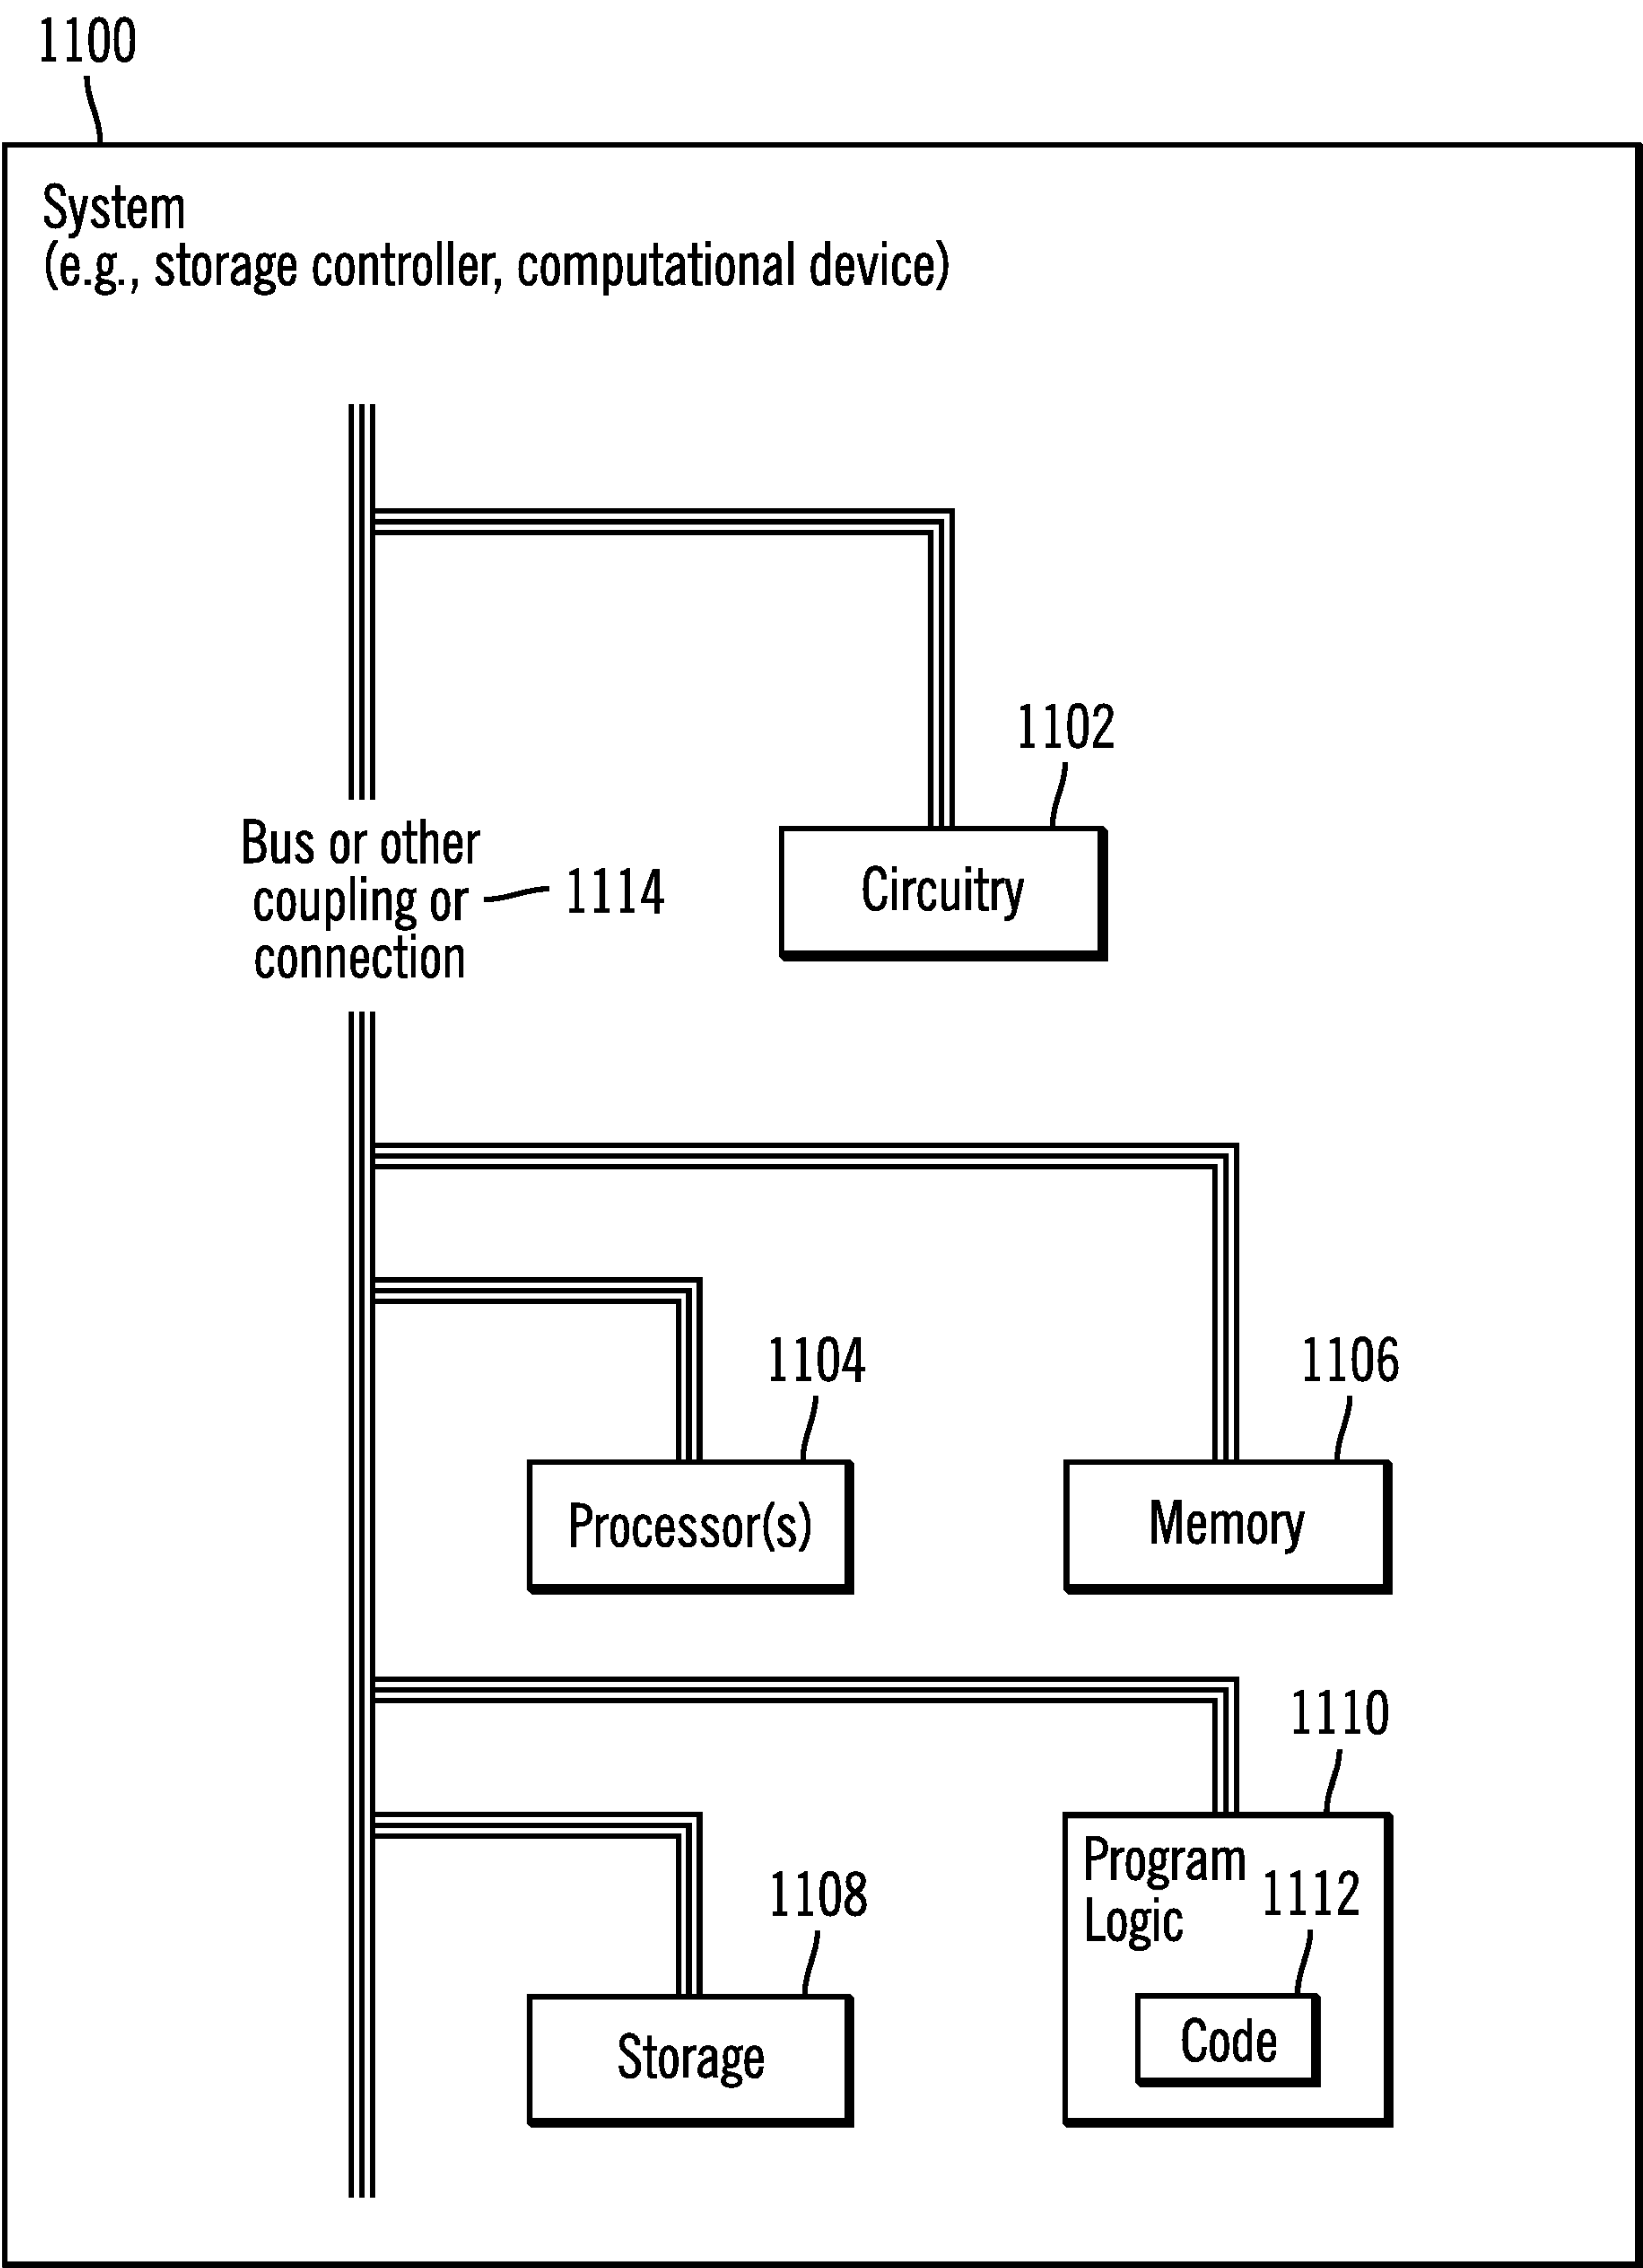 1100
System
(e.g., storage controller, computational device)
1102
Bus or other
coupling or
connection
1114
Circuitry
1104
1106
Processor(s)
Memory
1110
Program
Logic
1108
1112
Storage
Code